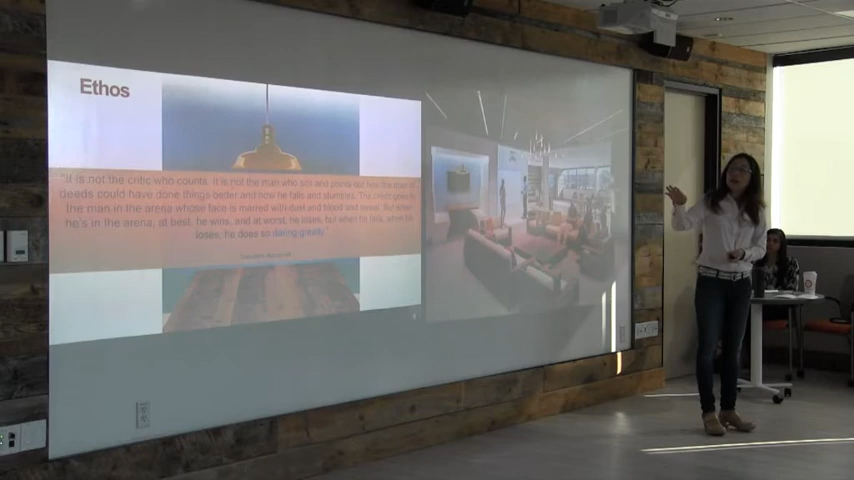 Ethos
"It is not the critic who counts. It is not the man who sits and points out how the doer of
deeds could have done things better and how he falls and stumbles. The credit goes to
the man in the arena whose face is marred with dust and blood and sweat. But when
he's in the arena, at best, he wins, and at worst, he loses, but when he fails, when he
loses, he does so daring greatly."
Theodore Roosevelt